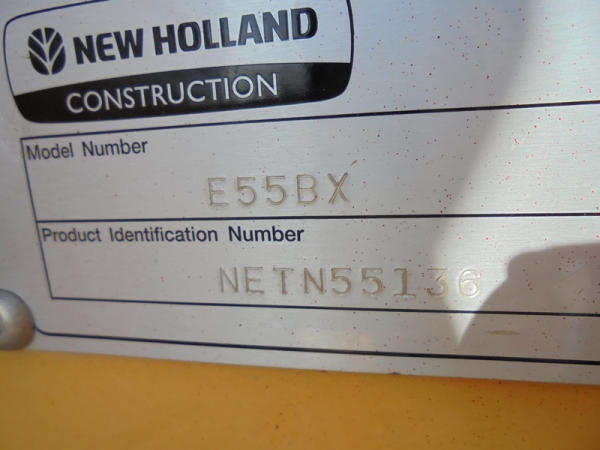 NEW HOLLAND
CONSTRUCTION
Model Number
E55BX
Product Identification Number
NETN55136